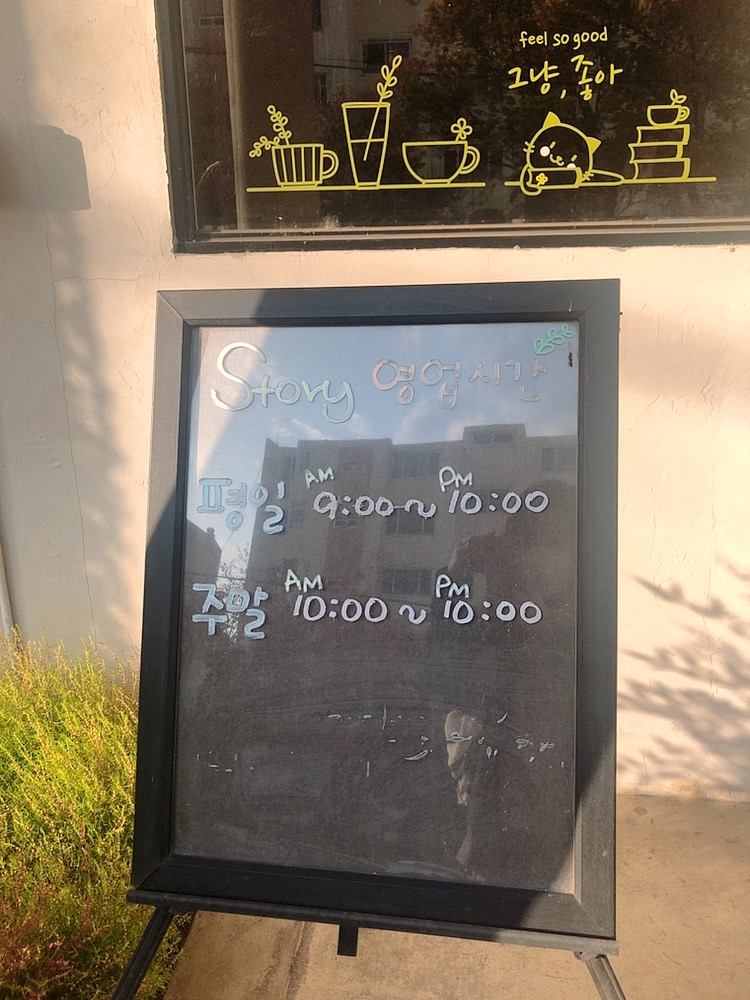 feel so good
그냥, 좋아
Story 영업시간
평일 AM 9:00 ~ PM 10:00
주말 AM 10:00 ~ PM 10:00